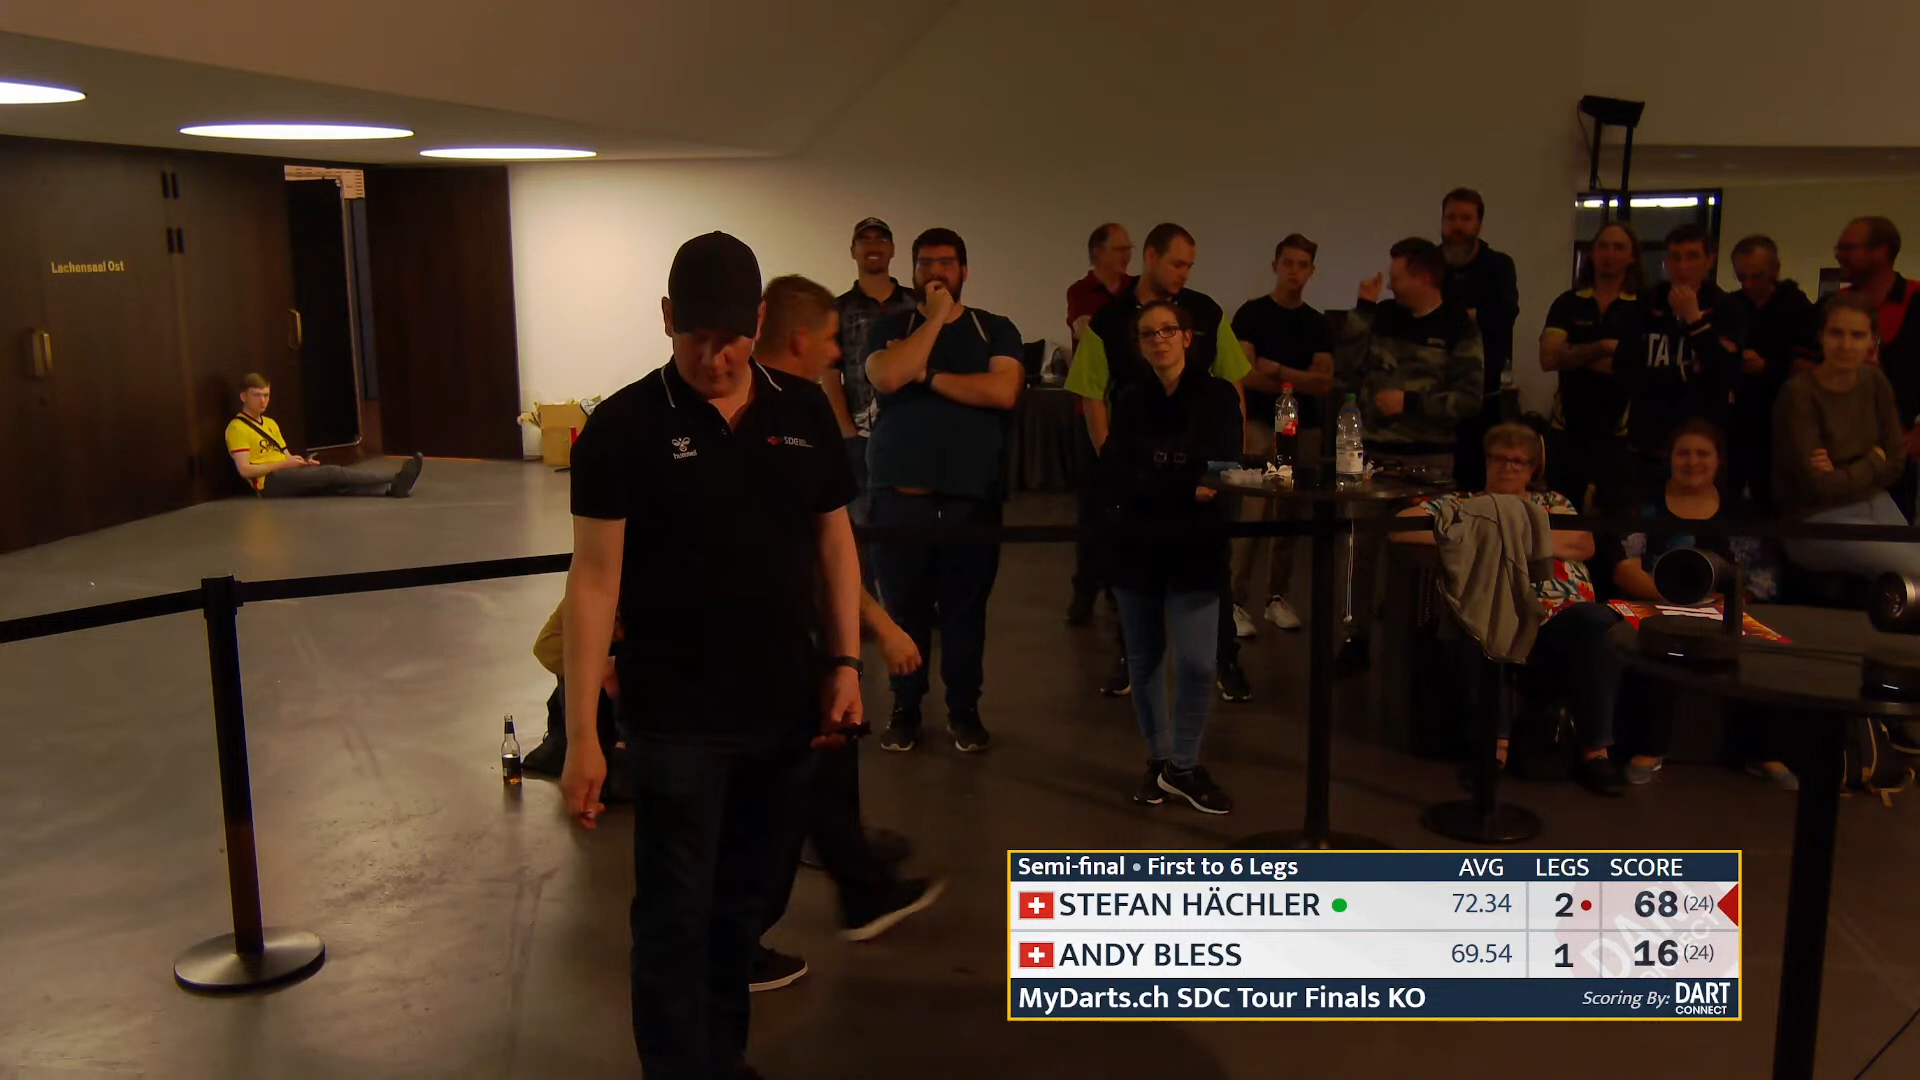 Lachensaal Ost
hummel
Semi-final • First to 6 Legs AVG LEGS SCORE
STEFAN HÄCHLER 72.34 2 68 (24)
ANDY BLESS 69.54 1 16 (24)
MyDarts.ch SDC Tour Finals KO Scoring By: DART CONNECT